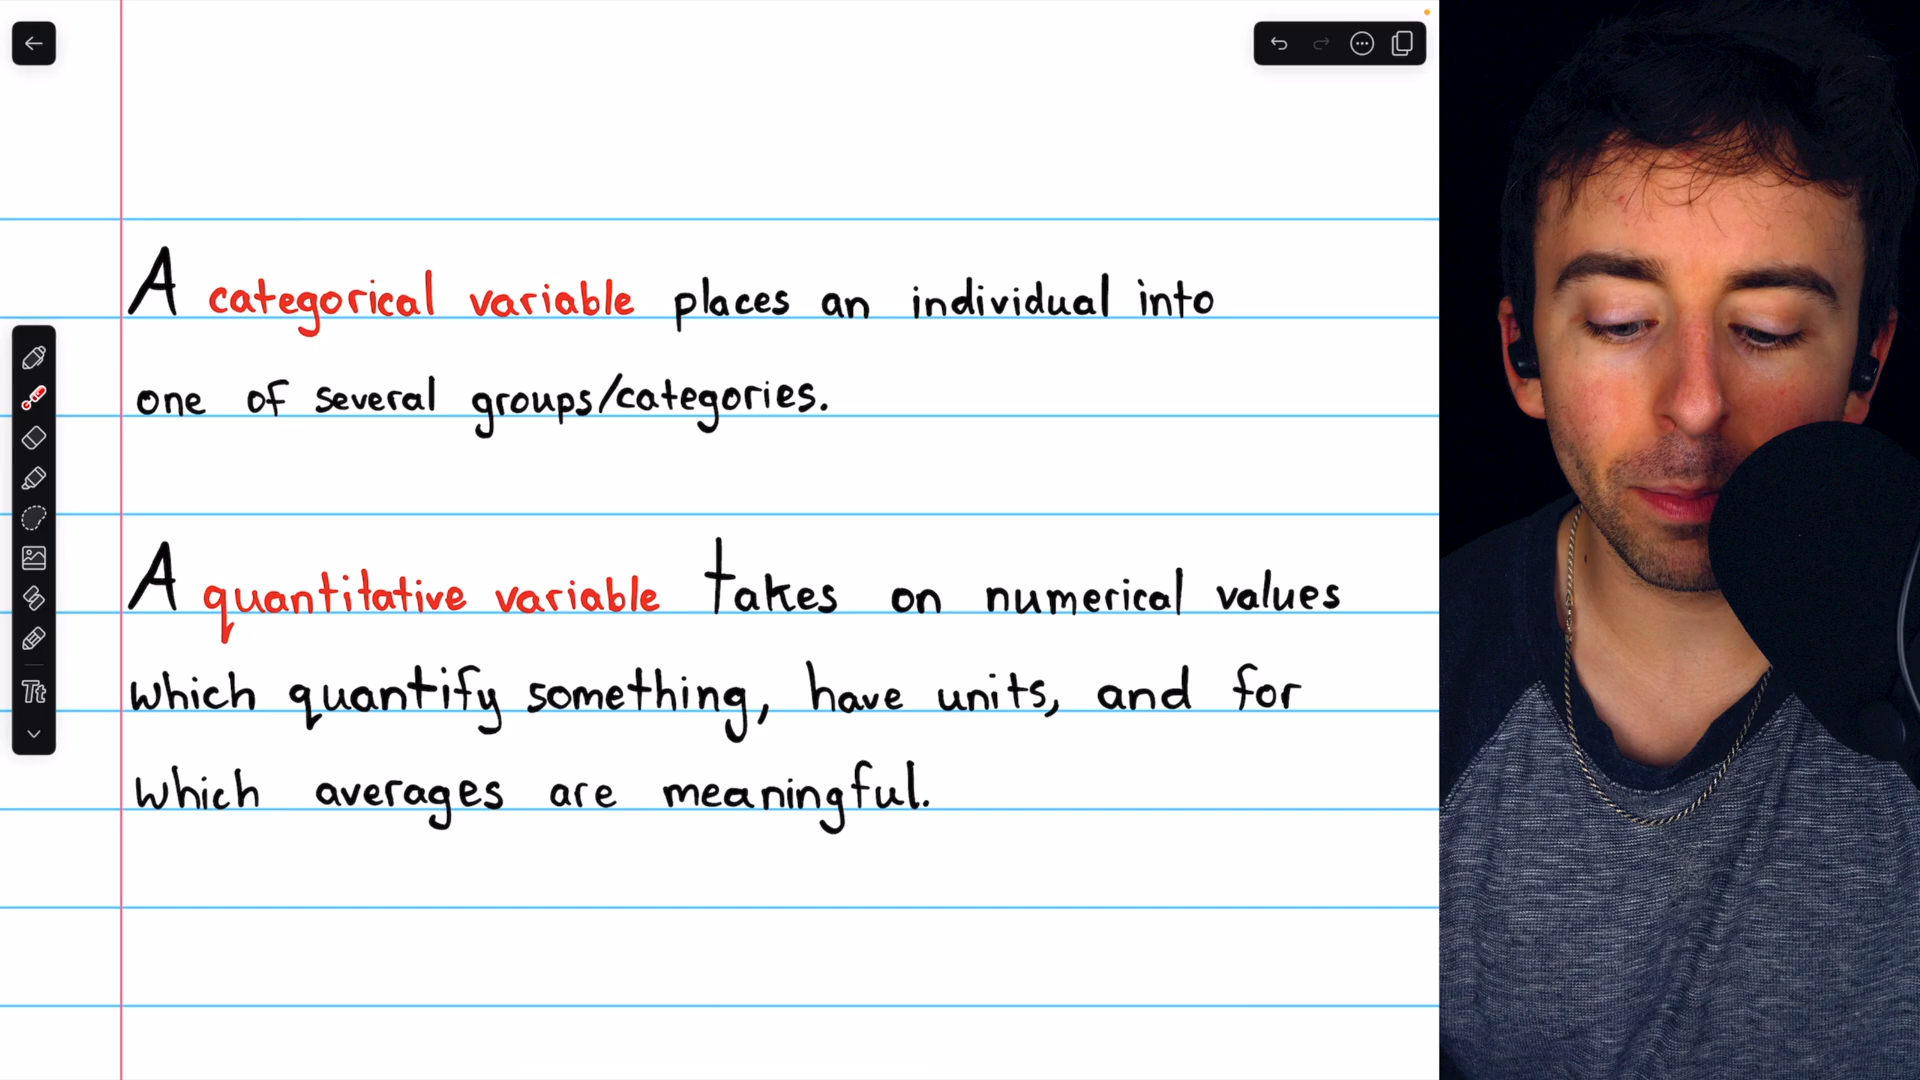 A categorical variable places an individual into
one of several groups/categories.
A quantitative variable takes on numerical values
which quantify something, have units, and for
which averages are meaningful.
Tt